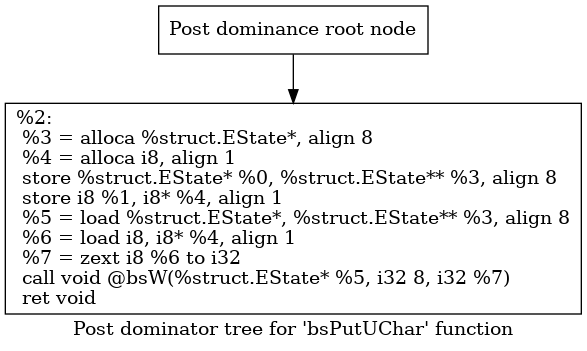 Post dominance root node
%2:
%3 = alloca %struct.EState*, align 8
%4 = alloca i8, align 1
store %struct.EState* %0, %struct.EState** %3, align 8
store i8 %1, i8* %4, align 1
%5 = load %struct.EState*, %struct.EState** %3, align 8
%6 = load i8, i8* %4, align 1
%7 = zext i8 %6 to i32
call void @bsW(%struct.EState* %5, i32 8, i32 %7)
ret void
Post dominator tree for 'bsPutUChar' function